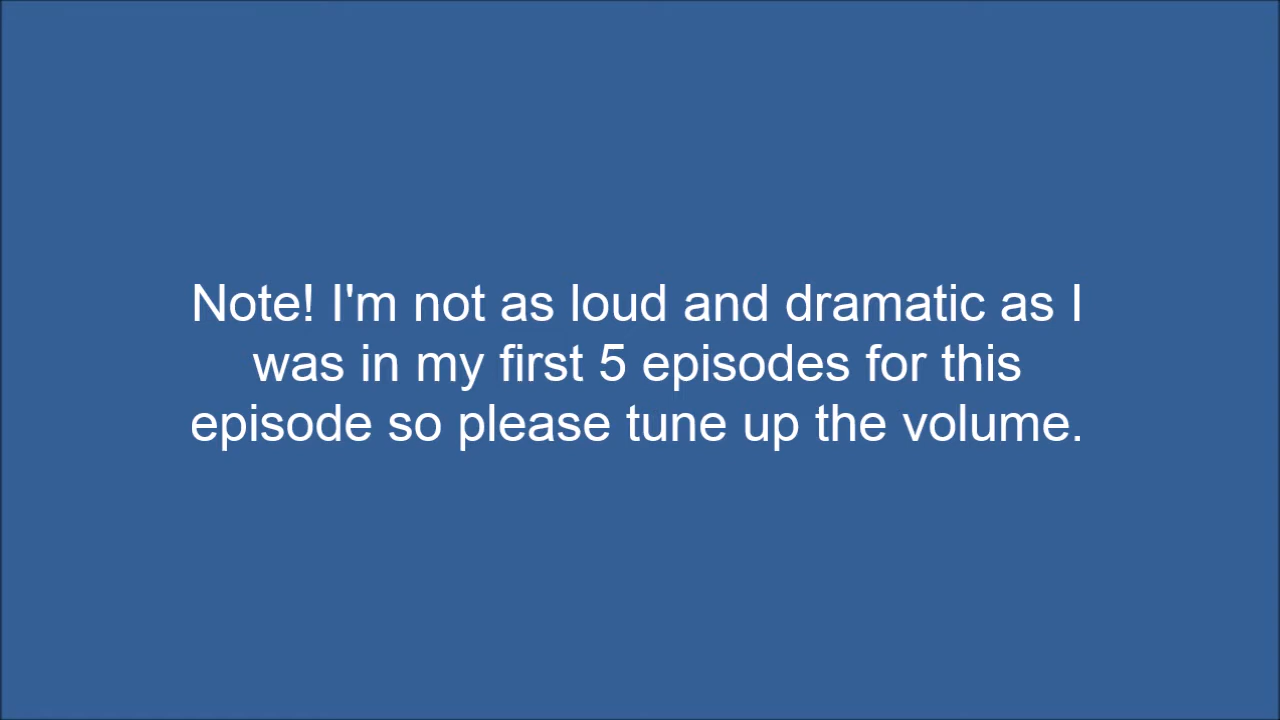 Note! I'm not as loud and dramatic as I
was in my first 5 episodes for this
episode so please tune up the volume.